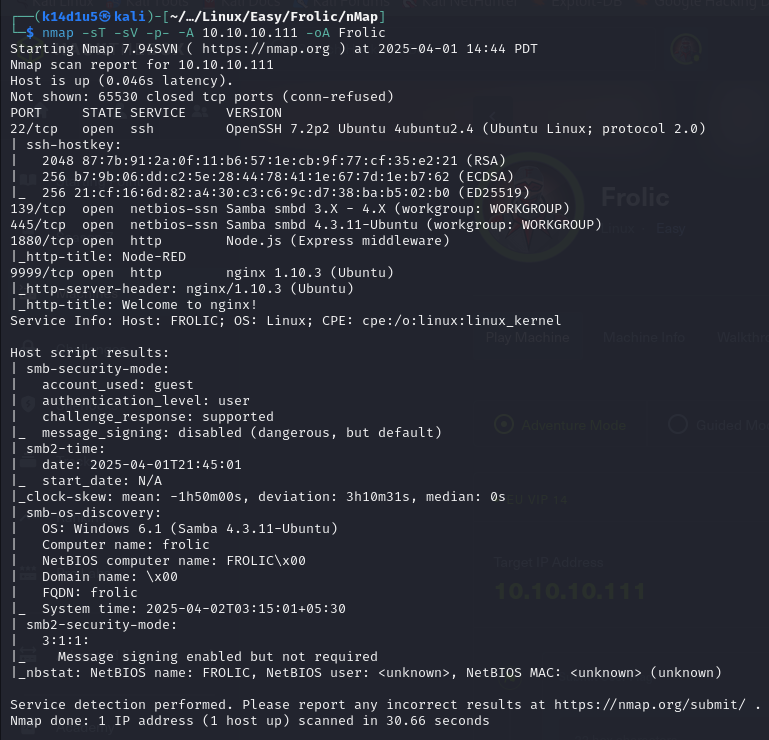 ┌──(k14d1u5㉿kali)-[~/…/Linux/Easy/Frolic/nMap]
└─$ nmap -sT -sV -p- -A 10.10.10.111 -oA Frolic
Starting Nmap 7.94SVN ( https://nmap.org ) at 2025-04-01 14:44 PDT
Nmap scan report for 10.10.10.111
Host is up (0.046s latency).
Not shown: 65530 closed tcp ports (conn-refused)
PORT     STATE SERVICE     VERSION
22/tcp   open  ssh         OpenSSH 7.2p2 Ubuntu 4ubuntu2.4 (Ubuntu Linux; protocol 2.0)
| ssh-hostkey:
|   2048 87:7b:91:2a:0f:11:b6:57:1e:cb:9f:77:cf:35:e2:21 (RSA)
|   256 b7:9b:06:dd:c2:5e:28:44:78:41:1e:67:7d:1e:b7:62 (ECDSA)
|_  256 21:cf:16:6d:82:a4:30:c3:c6:9c:d7:38:ba:b5:02:b0 (ED25519)
139/tcp  open  netbios-ssn Samba smbd 3.X - 4.X (workgroup: WORKGROUP)
445/tcp  open  netbios-ssn Samba smbd 4.3.11-Ubuntu (workgroup: WORKGROUP)
1880/tcp open  http        Node.js (Express middleware)
|_http-title: Node-RED
9999/tcp open  http        nginx 1.10.3 (Ubuntu)
|_http-server-header: nginx/1.10.3 (Ubuntu)
|_http-title: Welcome to nginx!
Service Info: Host: FROLIC; OS: Linux; CPE: cpe:/o:linux:linux_kernel

Host script results:
| smb-security-mode:
|   account_used: guest
|   authentication_level: user
|   challenge_response: supported
|_  message_signing: disabled (dangerous, but default)
| smb2-time:
|   date: 2025-04-01T21:45:01
|_  start_date: N/A
|_clock-skew: mean: -1h50m00s, deviation: 3h10m31s, median: 0s
| smb-os-discovery:
|   OS: Windows 6.1 (Samba 4.3.11-Ubuntu)
|   Computer name: frolic
|   NetBIOS computer name: FROLIC\x00
|   Domain name: \x00
|   FQDN: frolic
|_  System time: 2025-04-02T03:15:01+05:30
| smb2-security-mode:
|   3:1:1:
|_    Message signing enabled but not required
|_nbstat: NetBIOS name: FROLIC, NetBIOS user: <unknown>, NetBIOS MAC: <unknown> (unknown)

Service detection performed. Please report any incorrect results at https://nmap.org/submit/ .
Nmap done: 1 IP address (1 host up) scanned in 30.66 seconds
Frolic
Linux Easy
Play Machine
Machine Info
Adventure Mode
Target IP Address
10.10.10.111